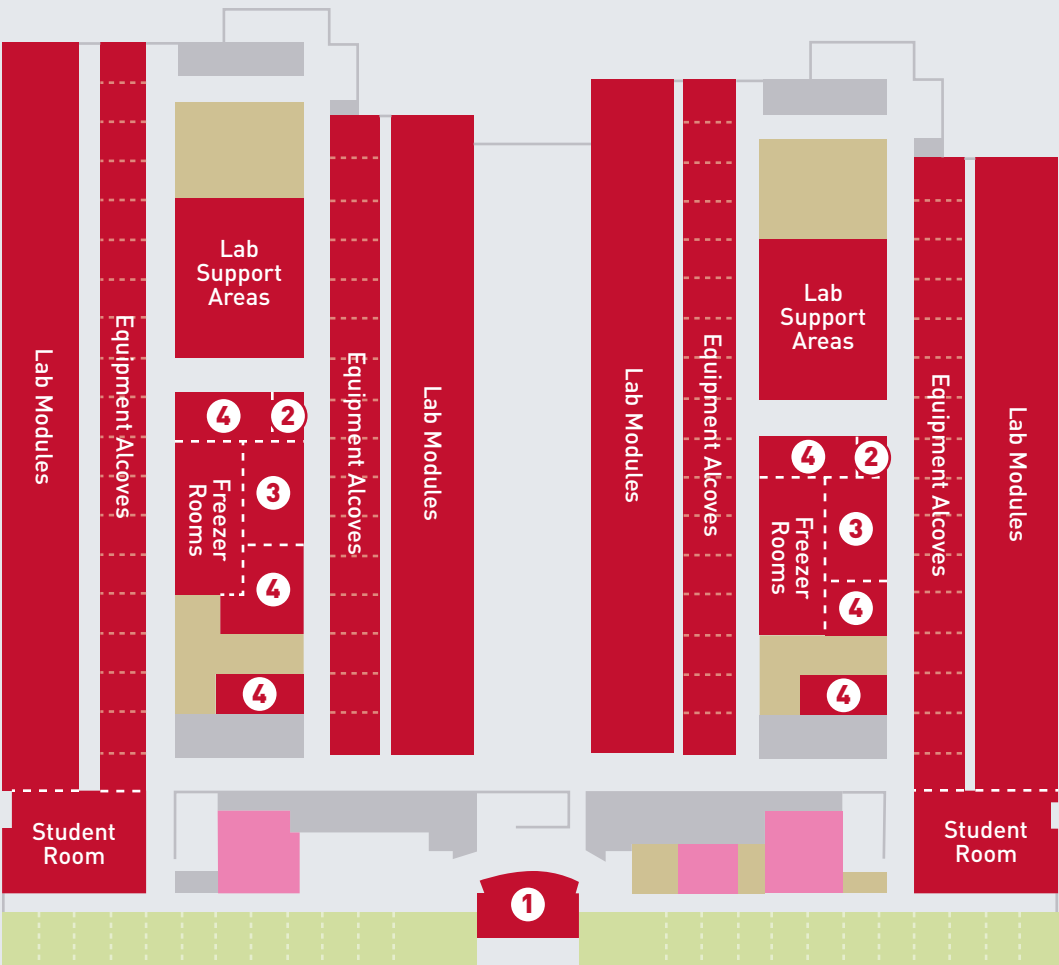 Lab
Support
Areas
Lab
Support
Areas
Lab Modules
Equipment Alcoves
Equipment Alcoves
Lab Modules
Lab Modules
Equipment Alcoves
Equipment Alcoves
Lab Modules
4
2
4
2
3
3
Freezer
Rooms
Freezer
Rooms
4
4
4
4
Student
Room
Student
Room
1